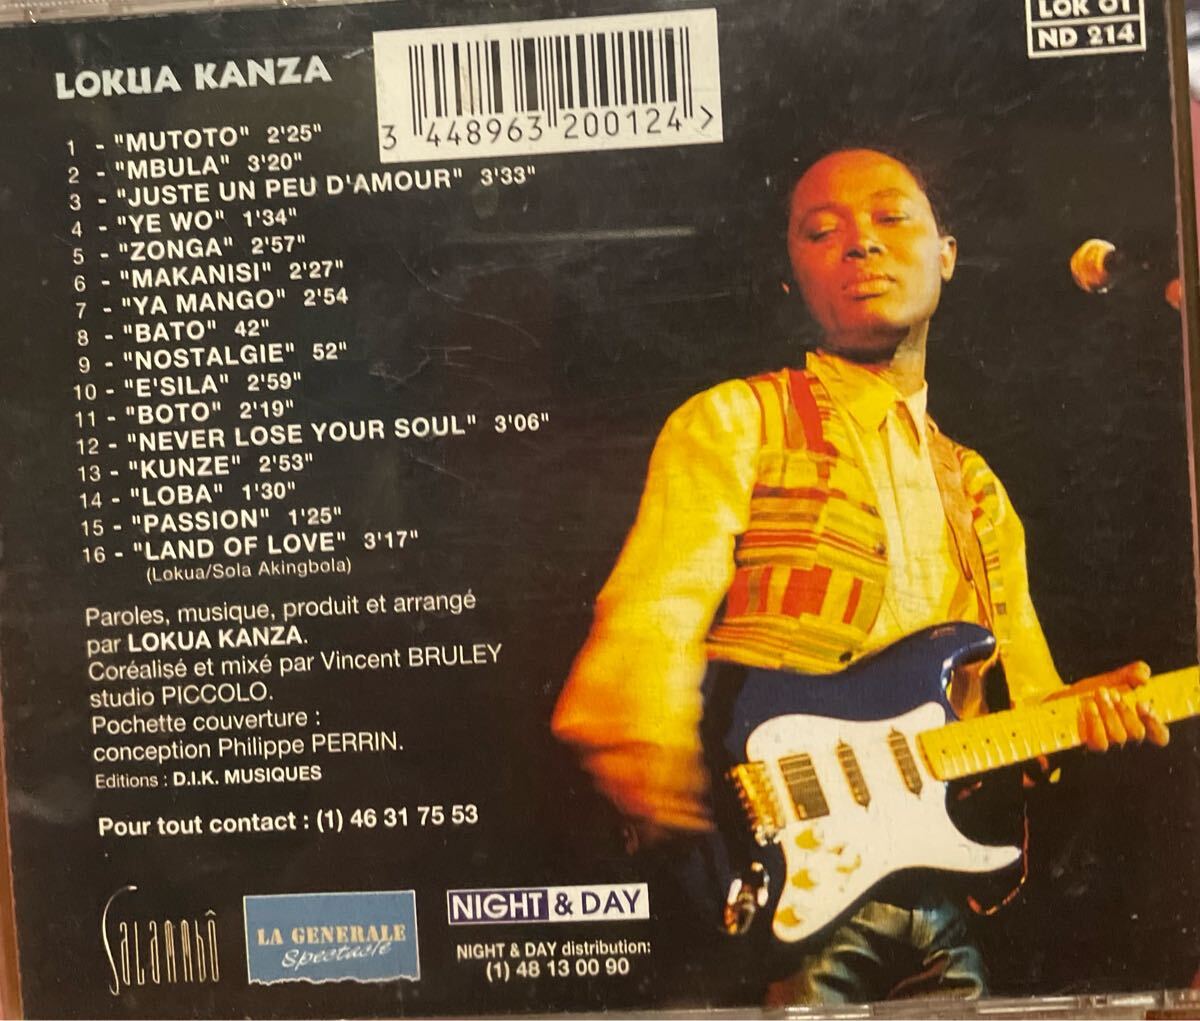 LOK 01
ND 214
LOKUA KANZA
3 448963 200124 >
1 - "MUTOTO" 2'25"
2 - "MBULA" 3'20"
3 - "JUSTE UN PEU D'AMOUR" 3'33"
4 - "YE WO" 1'34"
5 - "ZONGA" 2'57"
6 - "MAKANISI" 2'27"
7 - "YA MANGO" 2'54
8 - "BATO" 42"
9 - "NOSTALGIE" 52"
10 - "E'SILA" 2'59"
11 - "BOTO" 2'19"
12 - "NEVER LOSE YOUR SOUL" 3'06"
13 - "KUNZE" 2'53"
14 - "LOBA" 1'30"
15 - "PASSION" 1'25"
16 - "LAND OF LOVE" 3'17"
(Lokua/Sola Akingbola)
Paroles, musique, produit et arrangé
par LOKUA KANZA.
Coréalisé et mixé par Vincent BRULEY
studio PICCOLO.
Pochette couverture :
conception Philippe PERRIN.
Editions : D.I.K. MUSIQUES
Pour tout contact : (1) 46 31 75 53
Salammbô
LA GENERALE
Spectacle
NIGHT & DAY
NIGHT & DAY distribution:
(1) 48 13 00 90